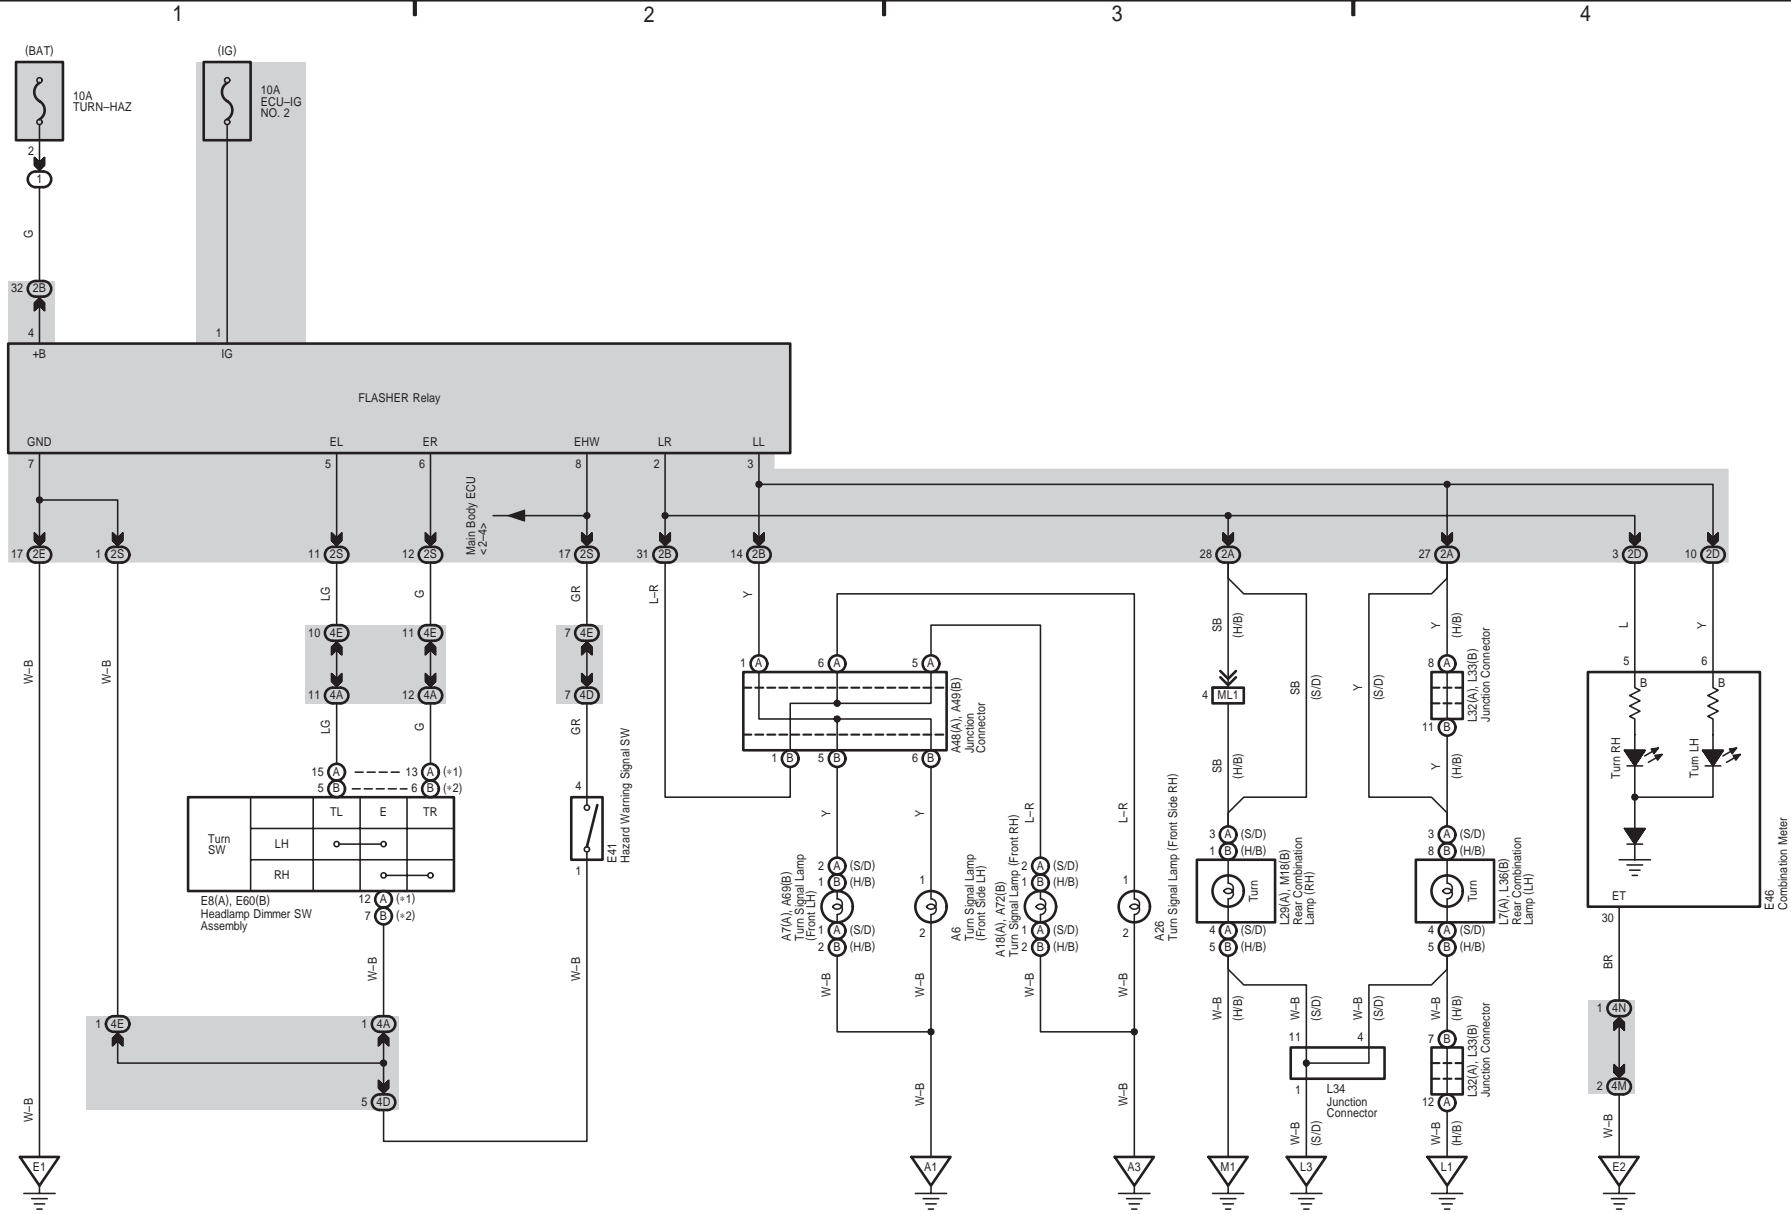 1 2 3 4
(BAT)
10A
TURN–HAZ
2
1
G
32 2B
4
(IG)
10A
ECU–IG
NO. 2
1
+B IG
FLASHER Relay
GND EL ER EHW LR LL
7 5 6 8 2 3
Main Body ECU
<2–4>
17 2E
1 2S
11 2S
12 2S
17 2S
31 2B
14 2B
28 2A
27 2A
3 2D
10 2D
W–B
W–B
LG
G
GR
L–R
Y
10 4E
11 4E
7 4E
11 4A
12 4A
7 4D
LG
G
GR
15 A
13 A (*1)
5 B
6 B (*2)
TL E TR
Turn
SW
LH
RH
E8(A), E60(B)
Headlamp Dimmer SW
Assembly
12 A (*1)
7 B (*2)
W–B
1 4E
1 4A
5 4D
W–B
E1
4
E41
Hazard Warning Signal SW
1
W–B
1 A
6 A
5 A
A48(A), A49(B)
Junction
Connector
1 B
5 B
6 B
Y
Y
L–R
L–R
2 A (S/D)
1 B (H/B)
A7(A), A69(B)
Turn Signal Lamp
(Front LH)
1 A (S/D)
2 B (H/B)
W–B
1
A6
Turn Signal Lamp
(Front Side LH)
2
W–B
W–B
A1
2 A (S/D)
1 B (H/B)
A18(A), A72(B)
Turn Signal Lamp (Front RH)
1 A (S/D)
2 B (H/B)
W–B
1
A26
Turn Signal Lamp (Front Side RH)
2
W–B
W–B
A3
SB
(H/B)
4 ML1
SB
(S/D)
SB
(H/B)
3 A (S/D)
1 B (H/B)
Turn
L29(A), M18(B)
Rear Combination
Lamp (RH)
4 A (S/D)
5 B (H/B)
W–B
(H/B)
W–B
(S/D)
M1
Y
(S/D)
Y
(H/B)
8 A
L32(A), L33(B)
Junction Connector
11 B
Y
(H/B)
3 A (S/D)
8 B (H/B)
Turn
L7(A), L36(B)
Rear Combination
Lamp (LH)
4 A (S/D)
5 B (H/B)
W–B
(S/D)
W–B
(H/B)
11 4
1
L34
Junction
Connector
W–B
(S/D)
L3
7 B
L32(A), L33(B)
Junction Connector
12 A
W–B
(H/B)
L1
L
Y
5 6
B B
Turn RH
Turn LH
ET
E46
Combination Meter
30
BR
1 4N
2 4M
W–B
E2